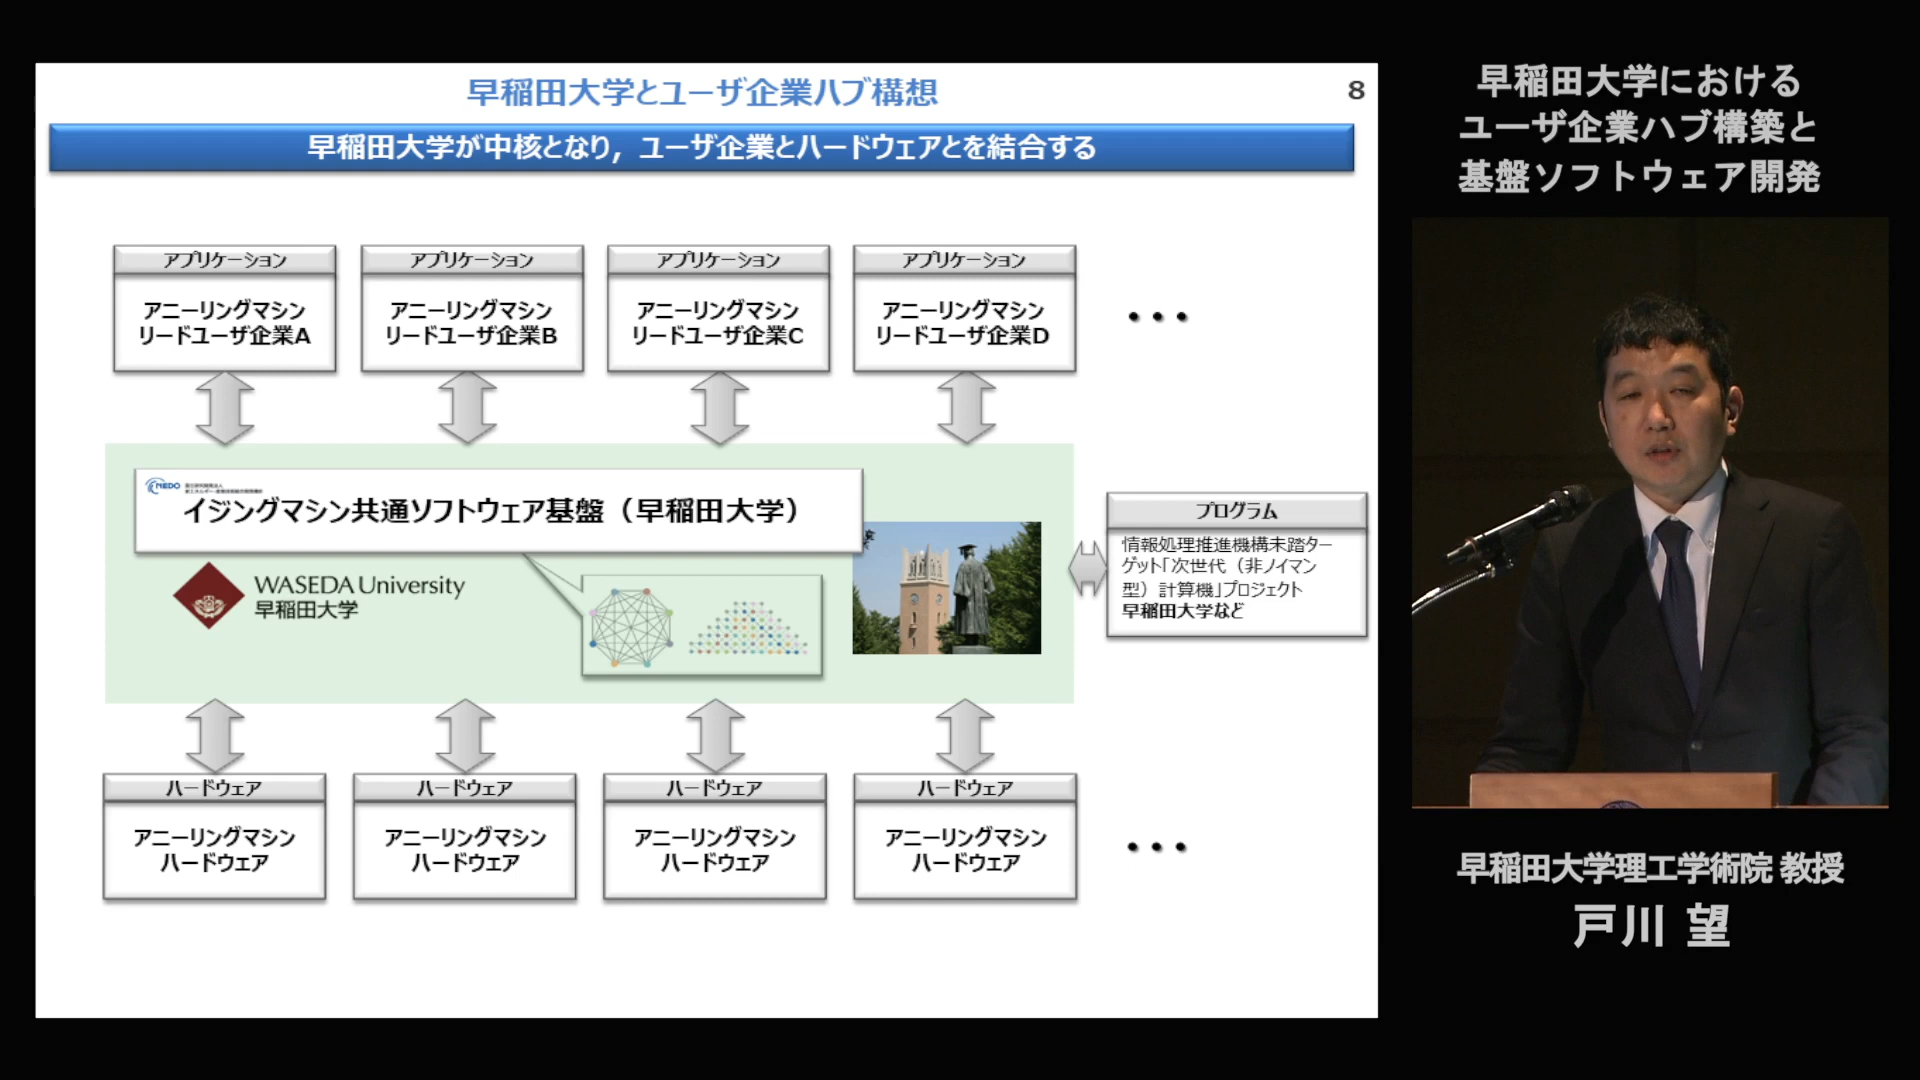 早稲田大学とユーザ企業ハブ構想
8
早稲田大学が中核となり，ユーザ企業とハードウェアとを結合する
アプリケーション
アニーリングマシン
リードユーザ企業A
アプリケーション
アニーリングマシン
リードユーザ企業B
アプリケーション
アニーリングマシン
リードユーザ企業C
アプリケーション
アニーリングマシン
リードユーザ企業D
・・・
NEDO
イジングマシン共通ソフトウェア基盤（早稲田大学）
WASEDA University
早稲田大学
プログラム
情報処理推進機構未踏ター
ゲット「次世代（非ノイマン
型）計算機」プロジェクト
早稲田大学など
ハードウェア
アニーリングマシン
ハードウェア
ハードウェア
アニーリングマシン
ハードウェア
ハードウェア
アニーリングマシン
ハードウェア
ハードウェア
アニーリングマシン
ハードウェア
・・・
早稲田大学における
ユーザ企業ハブ構築と
基盤ソフトウェア開発
早稲田大学理工学術院 教授
戸川 望